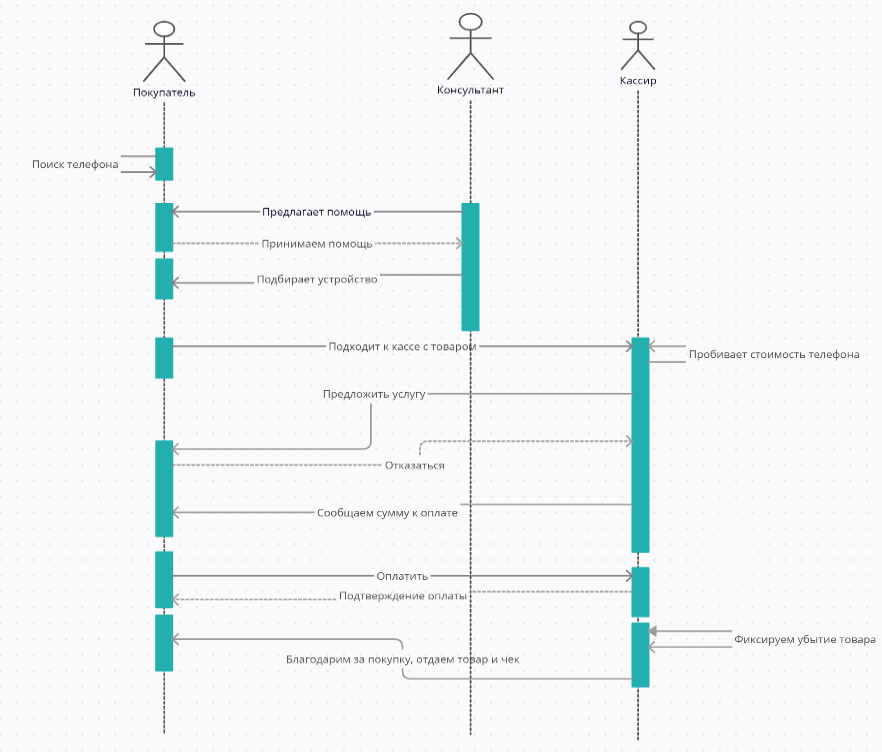 Покупатель
Консультант
Кассир
Поиск телефона
Предлагает помощь
Принимаем помощь
Подбирает устройство
Подходит к кассе с товаром
Пробивает стоимость телефона
Предложить услугу
Отказаться
Сообщаем сумму к оплате
Оплатить
Подтверждение оплаты
Фиксируем убытие товара
Благодарим за покупку, отдаем товар и чек